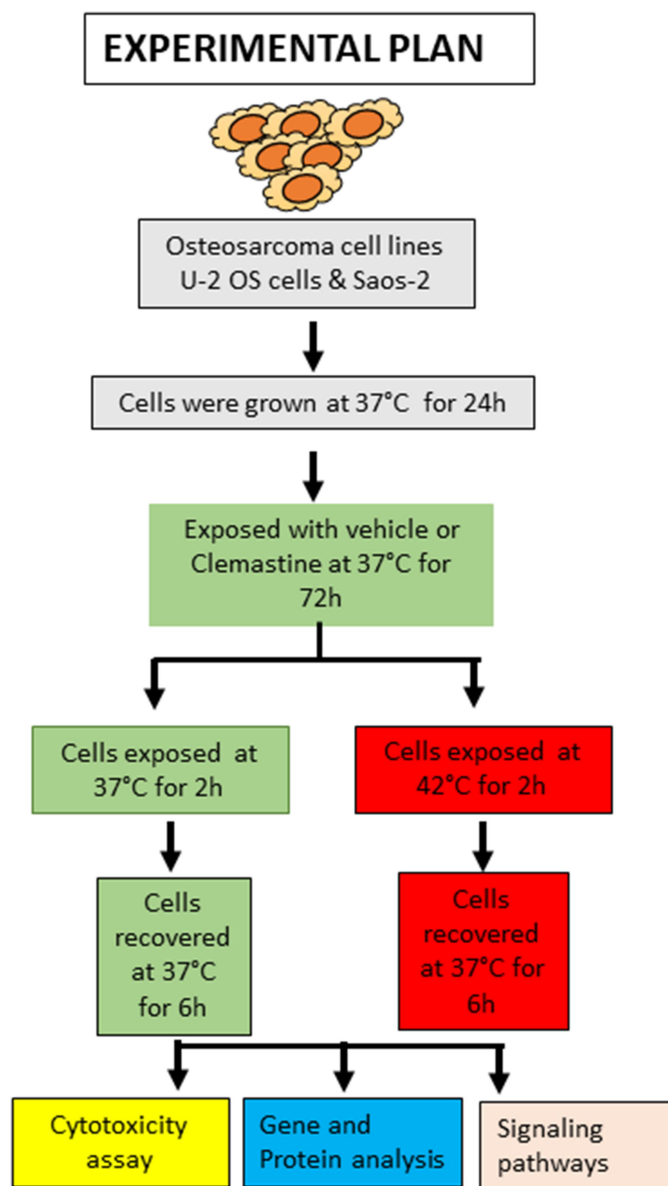 EXPERIMENTAL PLAN
Osteosarcoma cell lines
U-2 OS cells & Saos-2
Cells were grown at 37°C for 24h
Exposed with vehicle or
Clemastine at 37°C for
72h
Cells exposed at
37°C for 2h
Cells exposed at
42°C for 2h
Cells
recovered
at 37°C
for 6h
Cells
recovered
at 37°C for
6h
Cytotoxicity
assay
Gene and
Protein analysis
Signaling
pathways